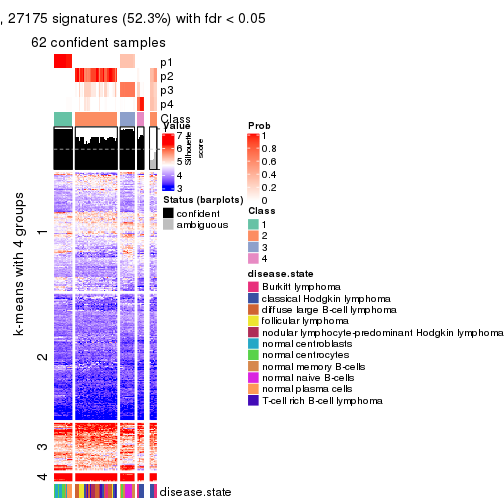 , 27175 signatures (52.3%) with fdr < 0.05
62 confident samples
p1
p2
p3
p4
Class
Value
7
6
5
4
3
Silhouette
score
Status (barplots)
confident
ambiguous
Prob
1
0.8
0.6
0.4
0.2
0
Class
1
2
3
4
disease.state
Burkitt lymphoma
classical Hodgkin lymphoma
diffuse large B-cell lymphoma
follicular lymphoma
nodular lymphocyte-predominant Hodgkin lymphoma
normal centroblasts
normal centrocytes
normal memory B-cells
normal naive B-cells
normal plasma cells
T-cell rich B-cell lymphoma
k-means with 4 groups
1
2
3
4
disease.state